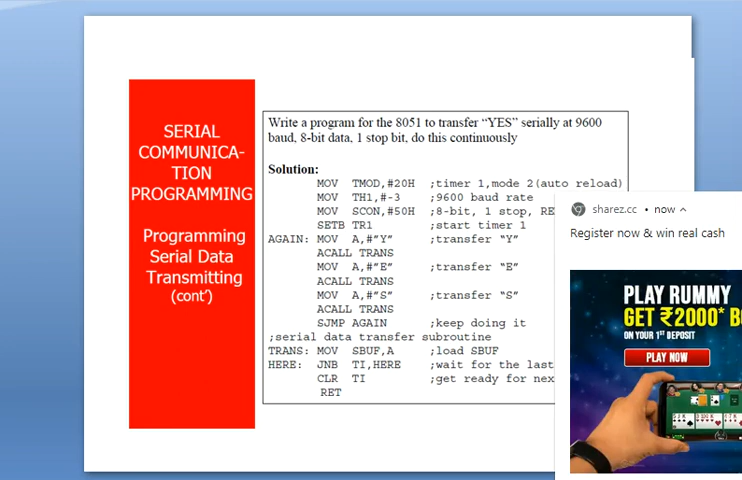 SERIAL
COMMUNICA-
TION
PROGRAMMING
Programming
Serial Data
Transmitting
(cont’)
Write a program for the 8051 to transfer “YES” serially at 9600
baud, 8-bit data, 1 stop bit, do this continuously
Solution:
MOV TMOD,#20H ;timer 1,mode 2(auto reload)
MOV TH1,#-3 ;9600 baud rate
MOV SCON,#50H ;8-bit, 1 stop, RE
SETB TR1 ;start timer 1
AGAIN: MOV A,#”Y” ;transfer “Y”
ACALL TRANS
MOV A,#”E” ;transfer “E”
ACALL TRANS
MOV A,#”S” ;transfer “S”
ACALL TRANS
SJMP AGAIN ;keep doing it
;serial data transfer subroutine
TRANS: MOV SBUF,A ;load SBUF
HERE: JNB TI,HERE ;wait for the last
CLR TI ;get ready for nex
RET
sharez.cc • now
Register now & win real cash
PLAY RUMMY
GET ₹2000* B
ON YOUR 1ST DEPOSIT
PLAY NOW